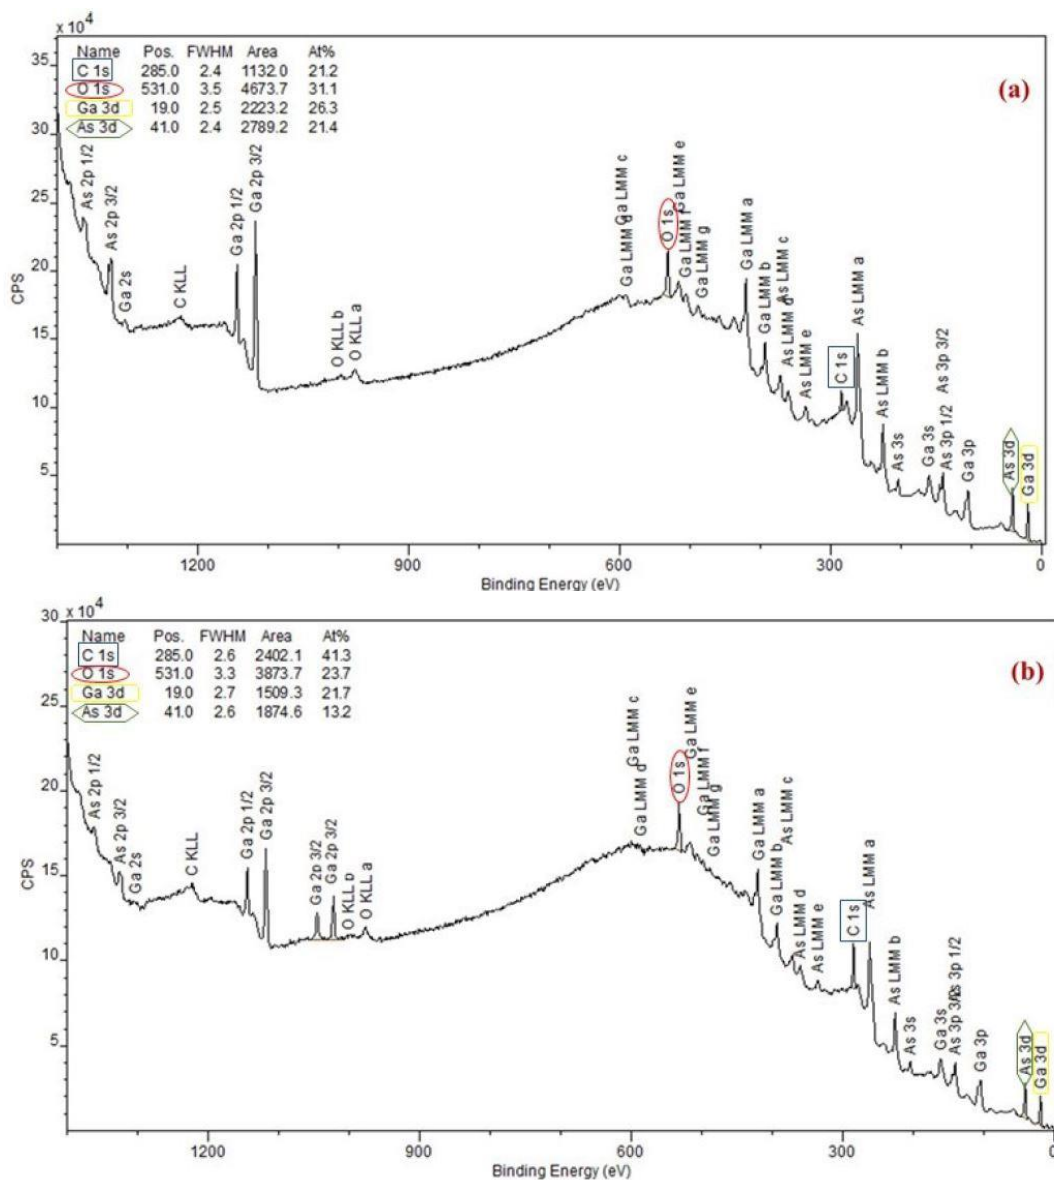 x 10^4
Name Pos. FWHM Area At%
C 1s 285.0 2.4 1132.0 21.2
O 1s 531.0 3.5 4673.7 31.1
Ga 3d 19.0 2.5 2223.2 26.3
As 3d 41.0 2.4 2789.2 21.4
(a)
35
30
25
20
15
10
5
CPS
As 2p 1/2
As 2p 3/2
Ga 2s
C KLL
Ga 2p 1/2
Ga 2p 3/2
O KLL b
O KLL a
Ga LMM c
Ga LMM d
O 1s
Ga LMM e
Ga LMM f
Ga LMM g
Ga LMM a
Ga LMM b
As LMM c
As LMM d
As LMM e
C 1s
As LMM a
As LMM b
As 3s
Ga 3s
As 3p 1/2
As 3p 3/2
Ga 3p
As 3d
Ga 3d
1200 900 600 300 0
Binding Energy (eV)
x 10^4
Name Pos. FWHM Area At%
C 1s 285.0 2.6 2402.1 41.3
O 1s 531.0 3.3 3873.7 23.7
Ga 3d 19.0 2.7 1509.3 21.7
As 3d 41.0 2.6 1874.6 13.2
(b)
30
25
20
15
10
5
CPS
As 2p 1/2
As 2p 3/2
Ga 2s
C KLL
Ga 2p 1/2
Ga 2p 3/2
Ga 2p 3/2
Ga 2p 3/2
O KLL b
O KLL a
Ga LMM c
Ga LMM d
O 1s
Ga LMM e
Ga LMM f
Ga LMM g
Ga LMM a
Ga LMM b
As LMM c
As LMM d
As LMM e
C 1s
As LMM a
As LMM b
As 3s
Ga 3s
As 3p 3/2
As 3p 1/2
Ga 3p
As 3d
Ga 3d
1200 900 600 300 0
Binding Energy (eV)